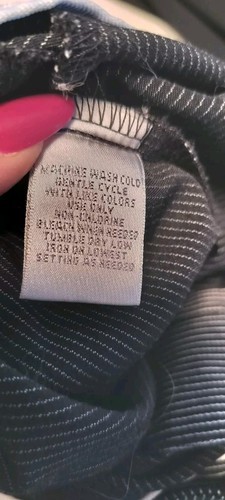 MACHINE WASH COLD
GENTLE CYCLE
WITH LIKE COLORS
USE ONLY
NON-CHLORINE
BLEACH WHEN NEEDED
TUMBLE DRY LOW
IRON ON LOWEST
SETTING AS NEEDED